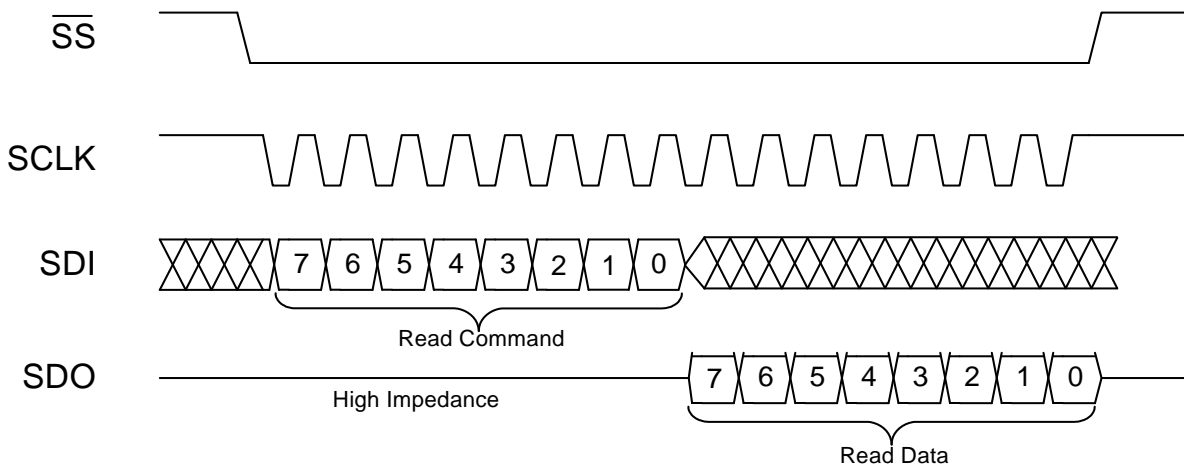 SS
SCLK
SDI
7 6 5 4 3 2 1 0
Read Command
SDO
High Impedance
7 6 5 4 3 2 1 0
Read Data